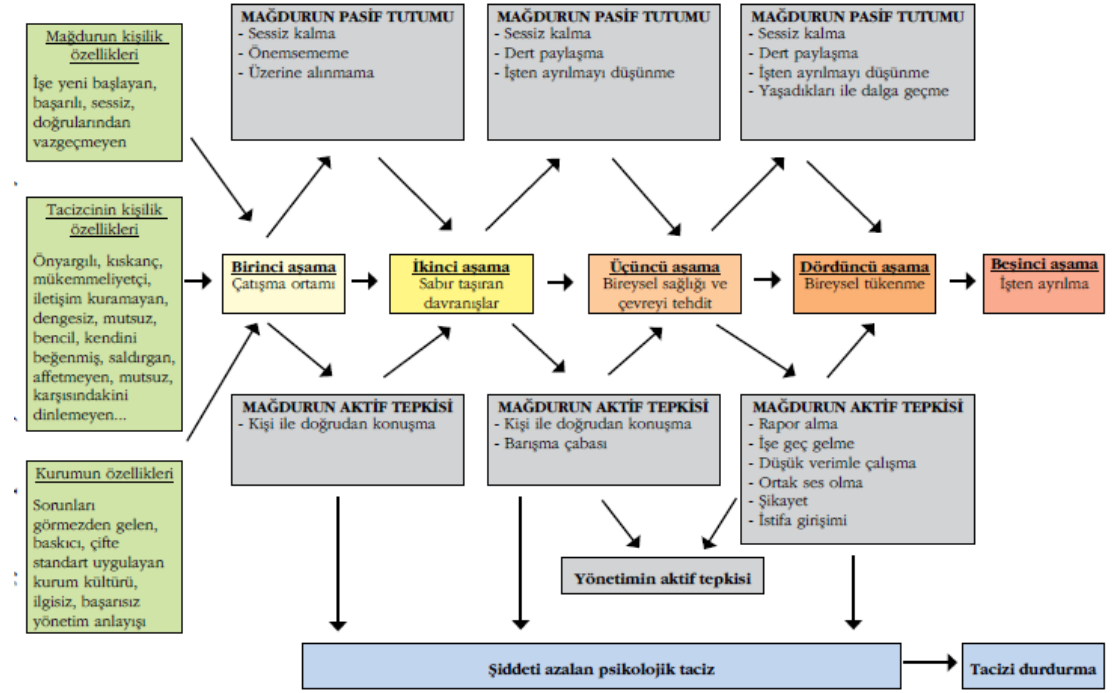 Mağdurun kişilik
özellikleri
İşe yeni başlayan,
başarılı, sessiz,
doğrularından
vazgeçmeyen
Tacizcinin kişilik
özellikleri
Önyargılı, kıskanç,
mükemmeliyetçi,
iletişim kuramayan,
dengesiz, mutsuz,
bencil, kendini
beğenmiş, saldırgan,
affetmeyen, mutsuz,
karşısındakini
dinlemeyen...
Kurumun özellikleri
Sorunları
görmezden gelen,
baskıcı, çifte
standart uygulayan
kurum kültürü,
ilgisiz, başarısız
yönetim anlayışı
MAĞDURUN PASİF TUTUMU
- Sessiz kalma
- Önemsememe
- Üzerine alınmama
MAĞDURUN PASİF TUTUMU
- Sessiz kalma
- Dert paylaşma
- İşten ayrılmayı düşünme
MAĞDURUN PASİF TUTUMU
- Sessiz kalma
- Dert paylaşma
- İşten ayrılmayı düşünme
- Yaşadıkları ile dalga geçme
Birinci aşama
Çatışma ortamı
İkinci aşama
Sabır taşıran
davranışlar
Üçüncü aşama
Bireysel sağlığı ve
çevreyi tehdit
Dördüncü aşama
Bireysel tükenme
Beşinci aşama
İşten ayrılma
MAĞDURUN AKTİF TEPKİSİ
- Kişi ile doğrudan konuşma
MAĞDURUN AKTİF TEPKİSİ
- Kişi ile doğrudan konuşma
- Barışma çabası
MAĞDURUN AKTİF TEPKİSİ
- Rapor alma
- İşe geç gelme
- Düşük verimle çalışma
- Ortak ses olma
- Şikayet
- İstifa girişimi
Yönetimin aktif tepkisi
Şiddeti azalan psikolojik taciz
Tacizi durdurma